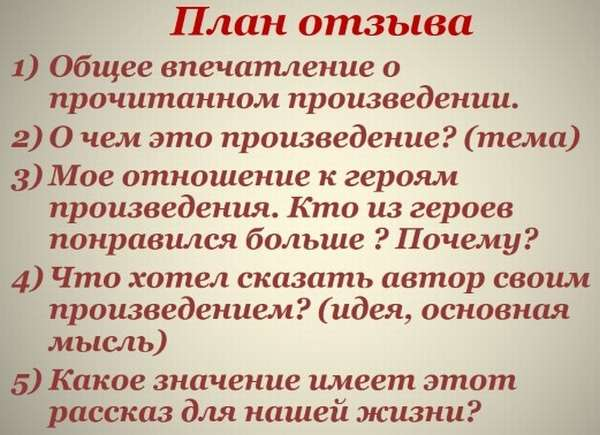 План отзыва
1) Общее впечатление о
прочитанном произведении.
2) О чем это произведение? (тема)
3) Мое отношение к героям
произведения. Кто из героев
понравился больше ? Почему?
4) Что хотел сказать автор своим
произведением? (идея, основная
мысль)
5) Какое значение имеет этот
рассказ для нашей жизни?